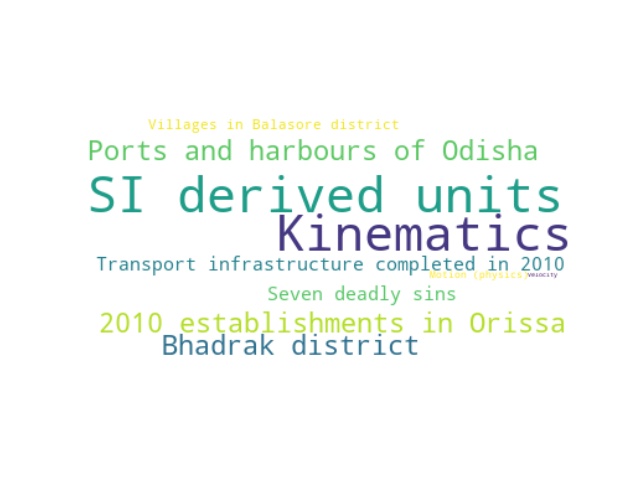 Villages in Balasore district
Ports and harbours of Odisha
SI derived units
Kinematics
Transport infrastructure completed in 2010
Motion (physics)
Velocity
Seven deadly sins
2010 establishments in Orissa
Bhadrak district